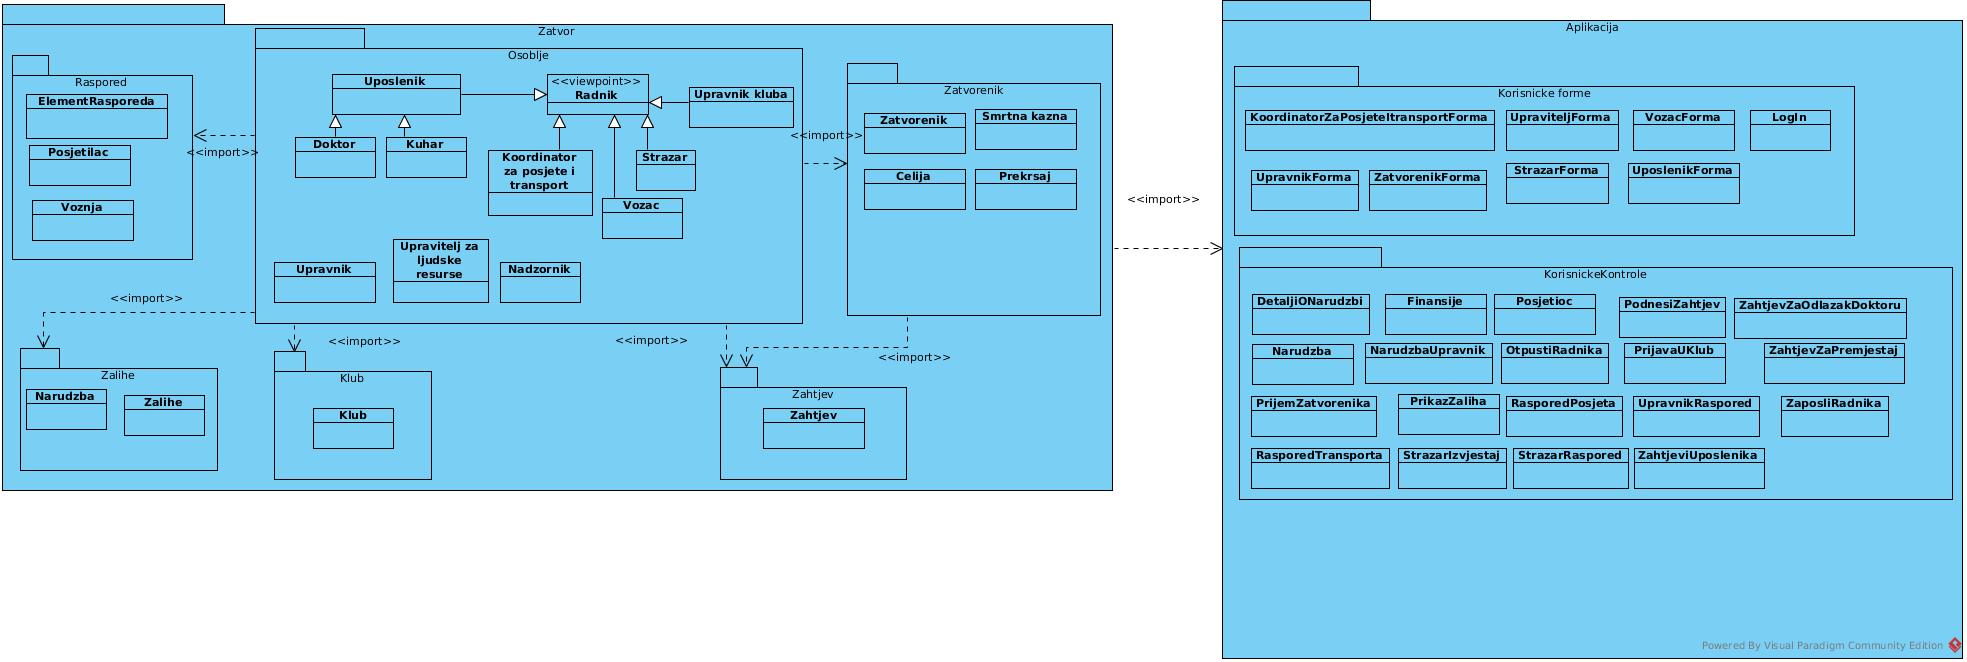 Zatvor
Raspored
ElementRasporeda
Posjetilac
Voznja
<<import>>
Osoblje
Uposlenik
<<viewpoint>>
Radnik
Upravnik kluba
Doktor
Kuhar
Koordinator
za posjete i
transport
Strazar
Vozac
Upravnik
Upravitelj za
ljudske
resurse
Nadzornik
<<import>>
Zatvorenik
Zatvorenik
Smrtna kazna
Celija
Prekrsaj
<<import>>
<<import>>
<<import>>
<<import>>
Zalihe
Narudzba
Zalihe
Klub
Klub
Zahtjev
Zahtjev
<<import>>
Aplikacija
Korisnicke forme
KoordinatorZaPosjeteItransportForma
UpraviteljForma
VozacForma
LogIn
UpravnikForma
ZatvorenikForma
StrazarForma
UposlenikForma
KorisnickeKontrole
DetaljiONarudzbi
Finansije
Posjetioc
PodnesiZahtjev
ZahtjevZaOdlazakDoktoru
Narudzba
NarudzbaUpravnik
OtpustiRadnika
PrijavaUKlub
ZahtjevZaPremjestaj
PrijemZatvorenika
PrikazZaliha
RasporedPosjeta
UpravnikRaspored
ZaposliRadnika
RasporedTransporta
StrazarIzvjestaj
StrazarRaspored
ZahtjeviUposlenika
Powered By Visual Paradigm Community Edition